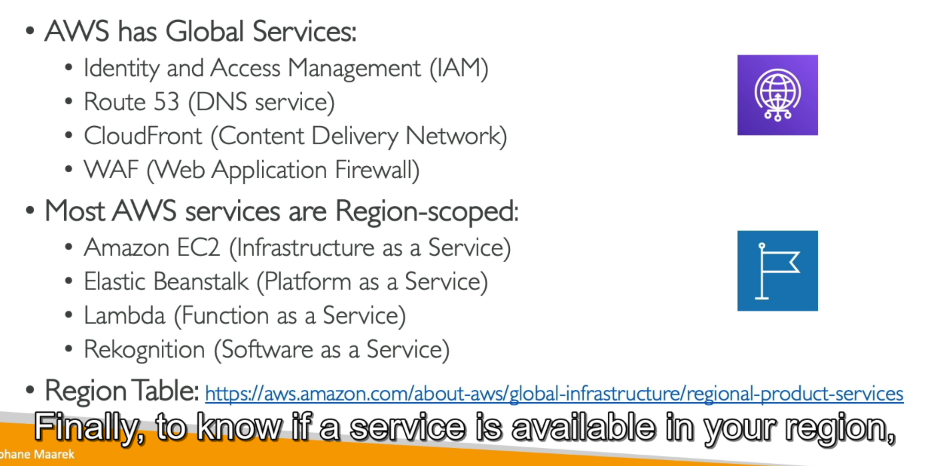 • AWS has Global Services:
• Identity and Access Management (IAM)
• Route 53 (DNS service)
• CloudFront (Content Delivery Network)
• WAF (Web Application Firewall)
• Most AWS services are Region-scoped:
• Amazon EC2 (Infrastructure as a Service)
• Elastic Beanstalk (Platform as a Service)
• Lambda (Function as a Service)
• Rekognition (Software as a Service)
• Region Table: https://aws.amazon.com/about-aws/global-infrastructure/regional-product-services
Finally, to know if a service is available in your region,
phane Maarek